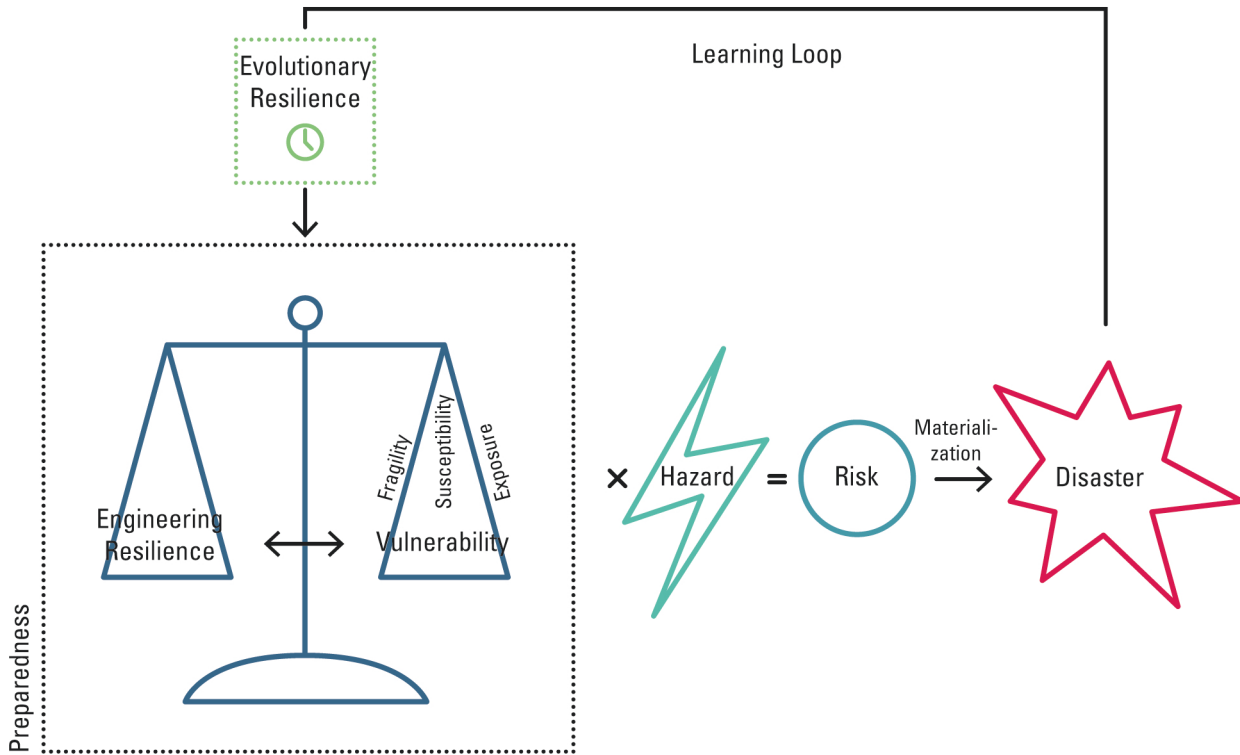 Evolutionary
Resilience
Learning Loop
Preparedness
Engineering
Resilience
Fragility
Susceptibility
Exposure
Vulnerability
×
Hazard
=
Risk
Materiali-
zation
Disaster